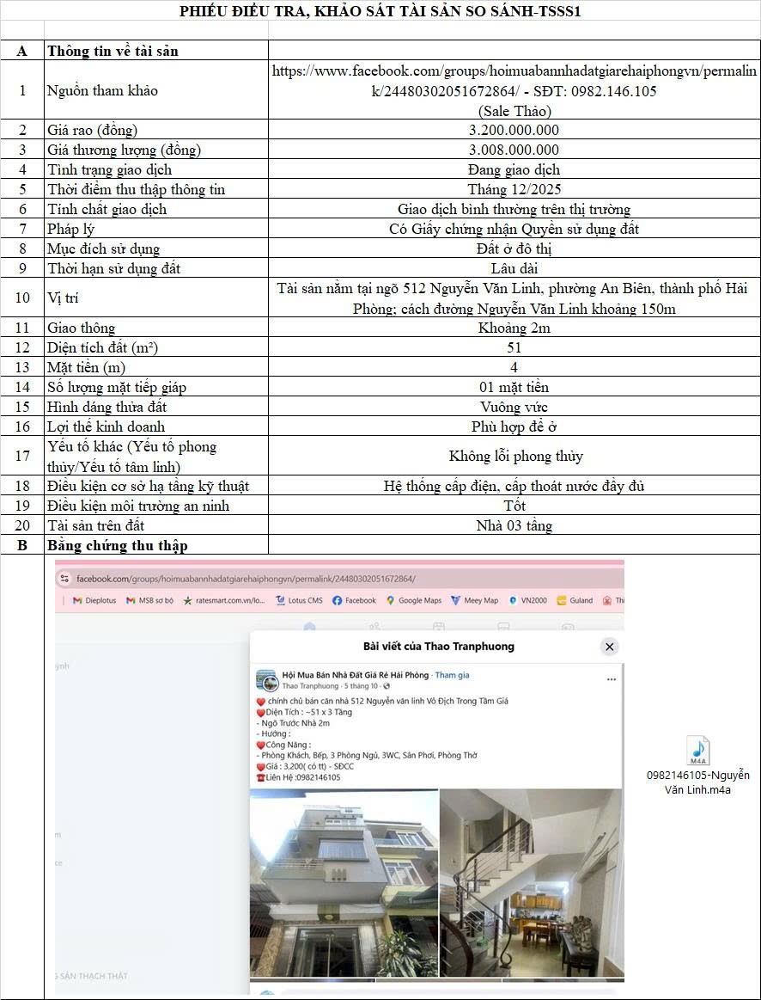 PHIẾU ĐIỀU TRA, KHẢO SÁT TÀI SẢN SO SÁNH-TSSS1
A Thông tin về tài sản
1 Nguồn tham khảo https://www.facebook.com/groups/hoimuabannhadatgiarehaiphongvn/permalin
k/24480302051672864/ - SĐT: 0982.146.105
(Sale Thảo)
2 Giá rao (đồng) 3.200.000.000
3 Giá thương lượng (đồng) 3.008.000.000
4 Tình trạng giao dịch Đang giao dịch
5 Thời điểm thu thập thông tin Tháng 12/2025
6 Tính chất giao dịch Giao dịch bình thường trên thị trường
7 Pháp lý Có Giấy chứng nhận Quyền sử dụng đất
8 Mục đích sử dụng Đất ở đô thị
9 Thời hạn sử dụng đất Lâu dài
10 Vị trí Tài sản nằm tại ngõ 512 Nguyễn Văn Linh, phường An Biên, thành phố Hải
Phòng; cách đường Nguyễn Văn Linh khoảng 150m
11 Giao thông Khoảng 2m
12 Diện tích đất (m²) 51
13 Mặt tiền (m) 4
14 Số lượng mặt tiếp giáp 01 mặt tiền
15 Hình dáng thửa đất Vuông vức
16 Lợi thế kinh doanh Phù hợp để ở
17 Yếu tố khác (Yếu tố phong
thủy/Yếu tố tâm linh) Không lỗi phong thủy
18 Điều kiện cơ sở hạ tầng kỹ thuật Hệ thống cấp điện, cấp thoát nước đầy đủ
19 Điều kiện môi trường an ninh Tốt
20 Tài sản trên đất Nhà 03 tầng
B Bằng chứng thu thập
facebook.com/groups/hoimuabannhadatgiarehaiphongvn/permalink/24480302051672864/
Dieplotus MSB sơ bộ ratesmart.com.vn/lo... Lotus CMS Facebook Google Maps Meey Map VN2000 Guland Thi
Bài viết của Thao Tranphuong
Hội Mua Bán Nhà Đất Giá Rẻ Hải Phòng · Tham gia
Thao Tranphuong · 5 tháng 10 ·
chính chủ bán căn nhà 512 Nguyễn văn linh Vô Địch Trong Tầm Giá
Diện Tích : ~51 x 3 Tầng
- Ngõ Trước Nhà 2m
- Hướng :
Công Năng :
- Phòng Khách, Bếp, 3 Phòng Ngủ, 3WC, Sân Phơi, Phòng Thờ
Giá : 3,200( có tt) - SĐCC
Liên Hệ :0982146105
M4A
0982146105-Nguyễn
Văn Linh.m4a
SẢN THẠCH THẤT